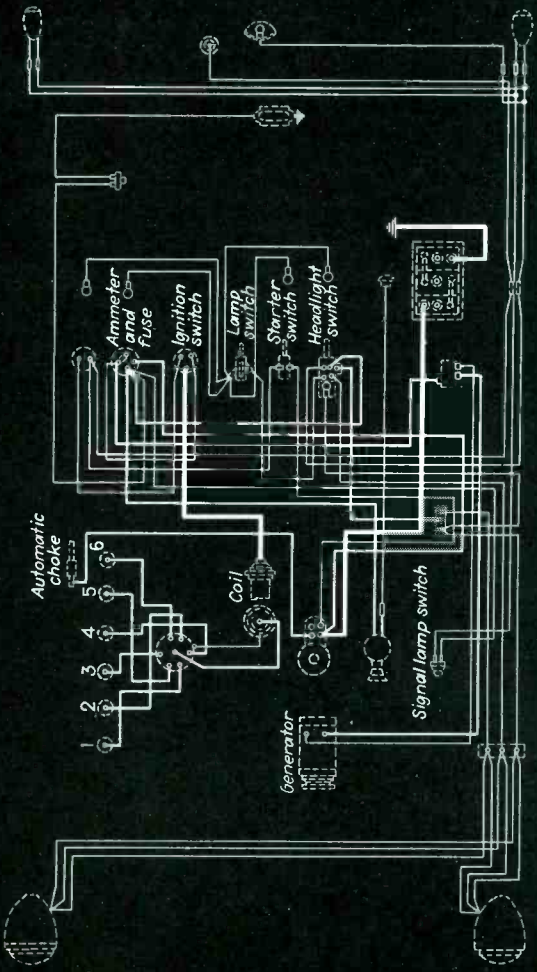 Automatic
choke
1 2 3 4 5 6
Ammeter
and
fuse
Ignition
switch
Coil
Lamp
switch
Starter
switch
Generator
Headlight
switch
Signal lamp switch